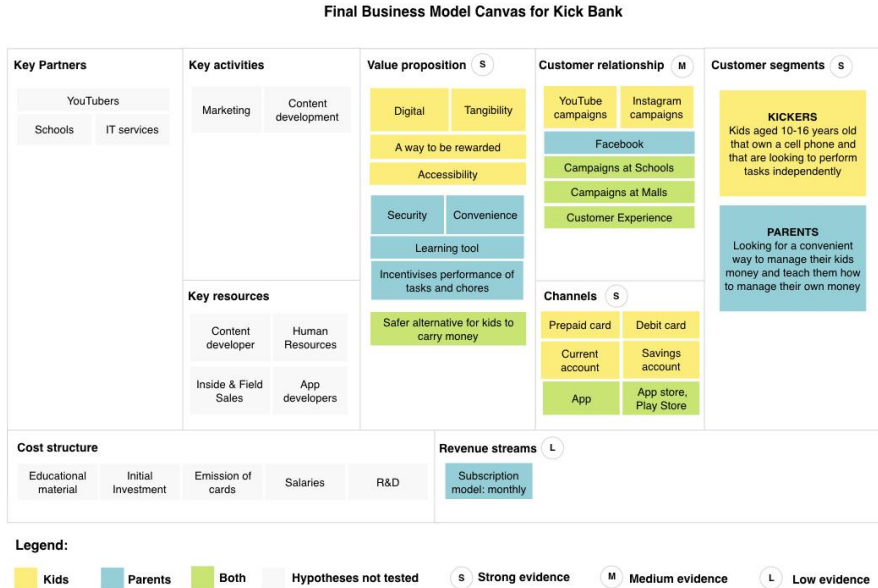 Final Business Model Canvas for Kick Bank
Key Partners
YouTubers
Schools
IT services
Key activities
Marketing
Content
development
Key resources
Content
developer
Human
Resources
Inside & Field
Sales
App
developers
Value proposition
S
Digital
Tangibility
A way to be rewarded
Accessibility
Security
Convenience
Learning tool
Incentivises performance of
tasks and chores
Safer alternative for kids to
carry money
Customer relationship
M
YouTube
campaigns
Instagram
campaigns
Facebook
Campaigns at Schools
Campaigns at Malls
Customer Experience
Channels
S
Prepaid card
Debit card
Current
account
Savings
account
App
App store,
Play Store
Customer segments
S
KICKERS
Kids aged 10-16 years old
that own a cell phone and
that are looking to perform
tasks independently
PARENTS
Looking for a convenient
way to manage their kids
money and teach them how
to manage their own money
Cost structure
Educational
material
Initial
Investment
Emission of
cards
Salaries
R&D
Revenue streams
L
Subscription
model: monthly
Legend:
Kids
Parents
Both
Hypotheses not tested
S
Strong evidence
M
Medium evidence
L
Low evidence